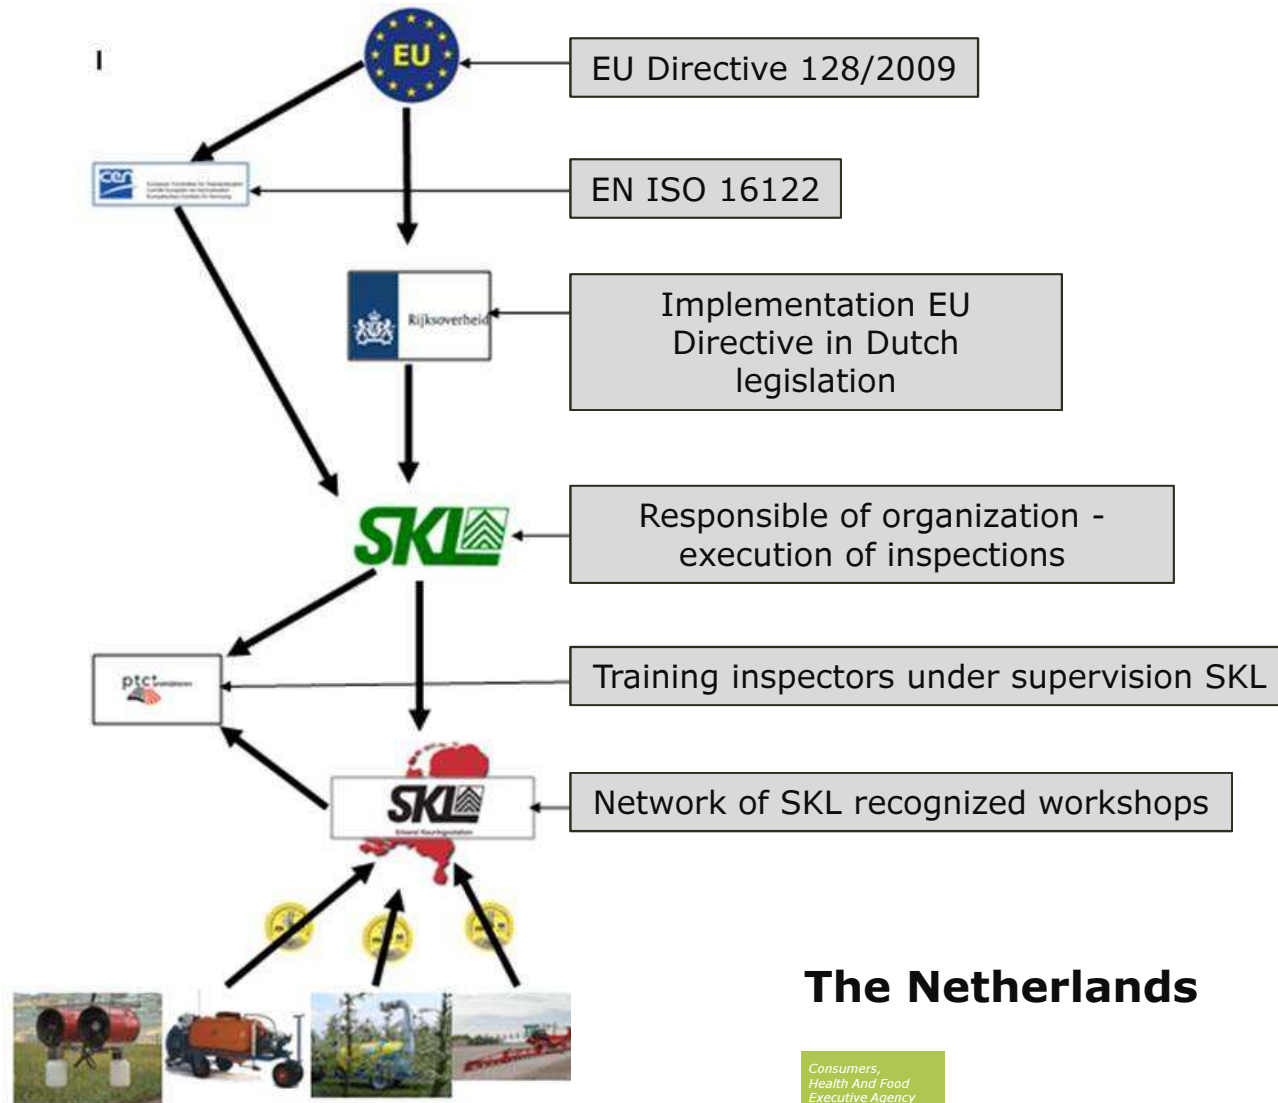 I
EU
EU Directive 128/2009
cen
EN ISO 16122
Rijksoverheid
Implementation EU
Directive in Dutch
legislation
SKL
Responsible of organization -
execution of inspections
ptct
Training inspectors under supervision SKL
SKL
Network of SKL recognized workshops
The Netherlands
Consumers,
Health And Food
Executive Agency